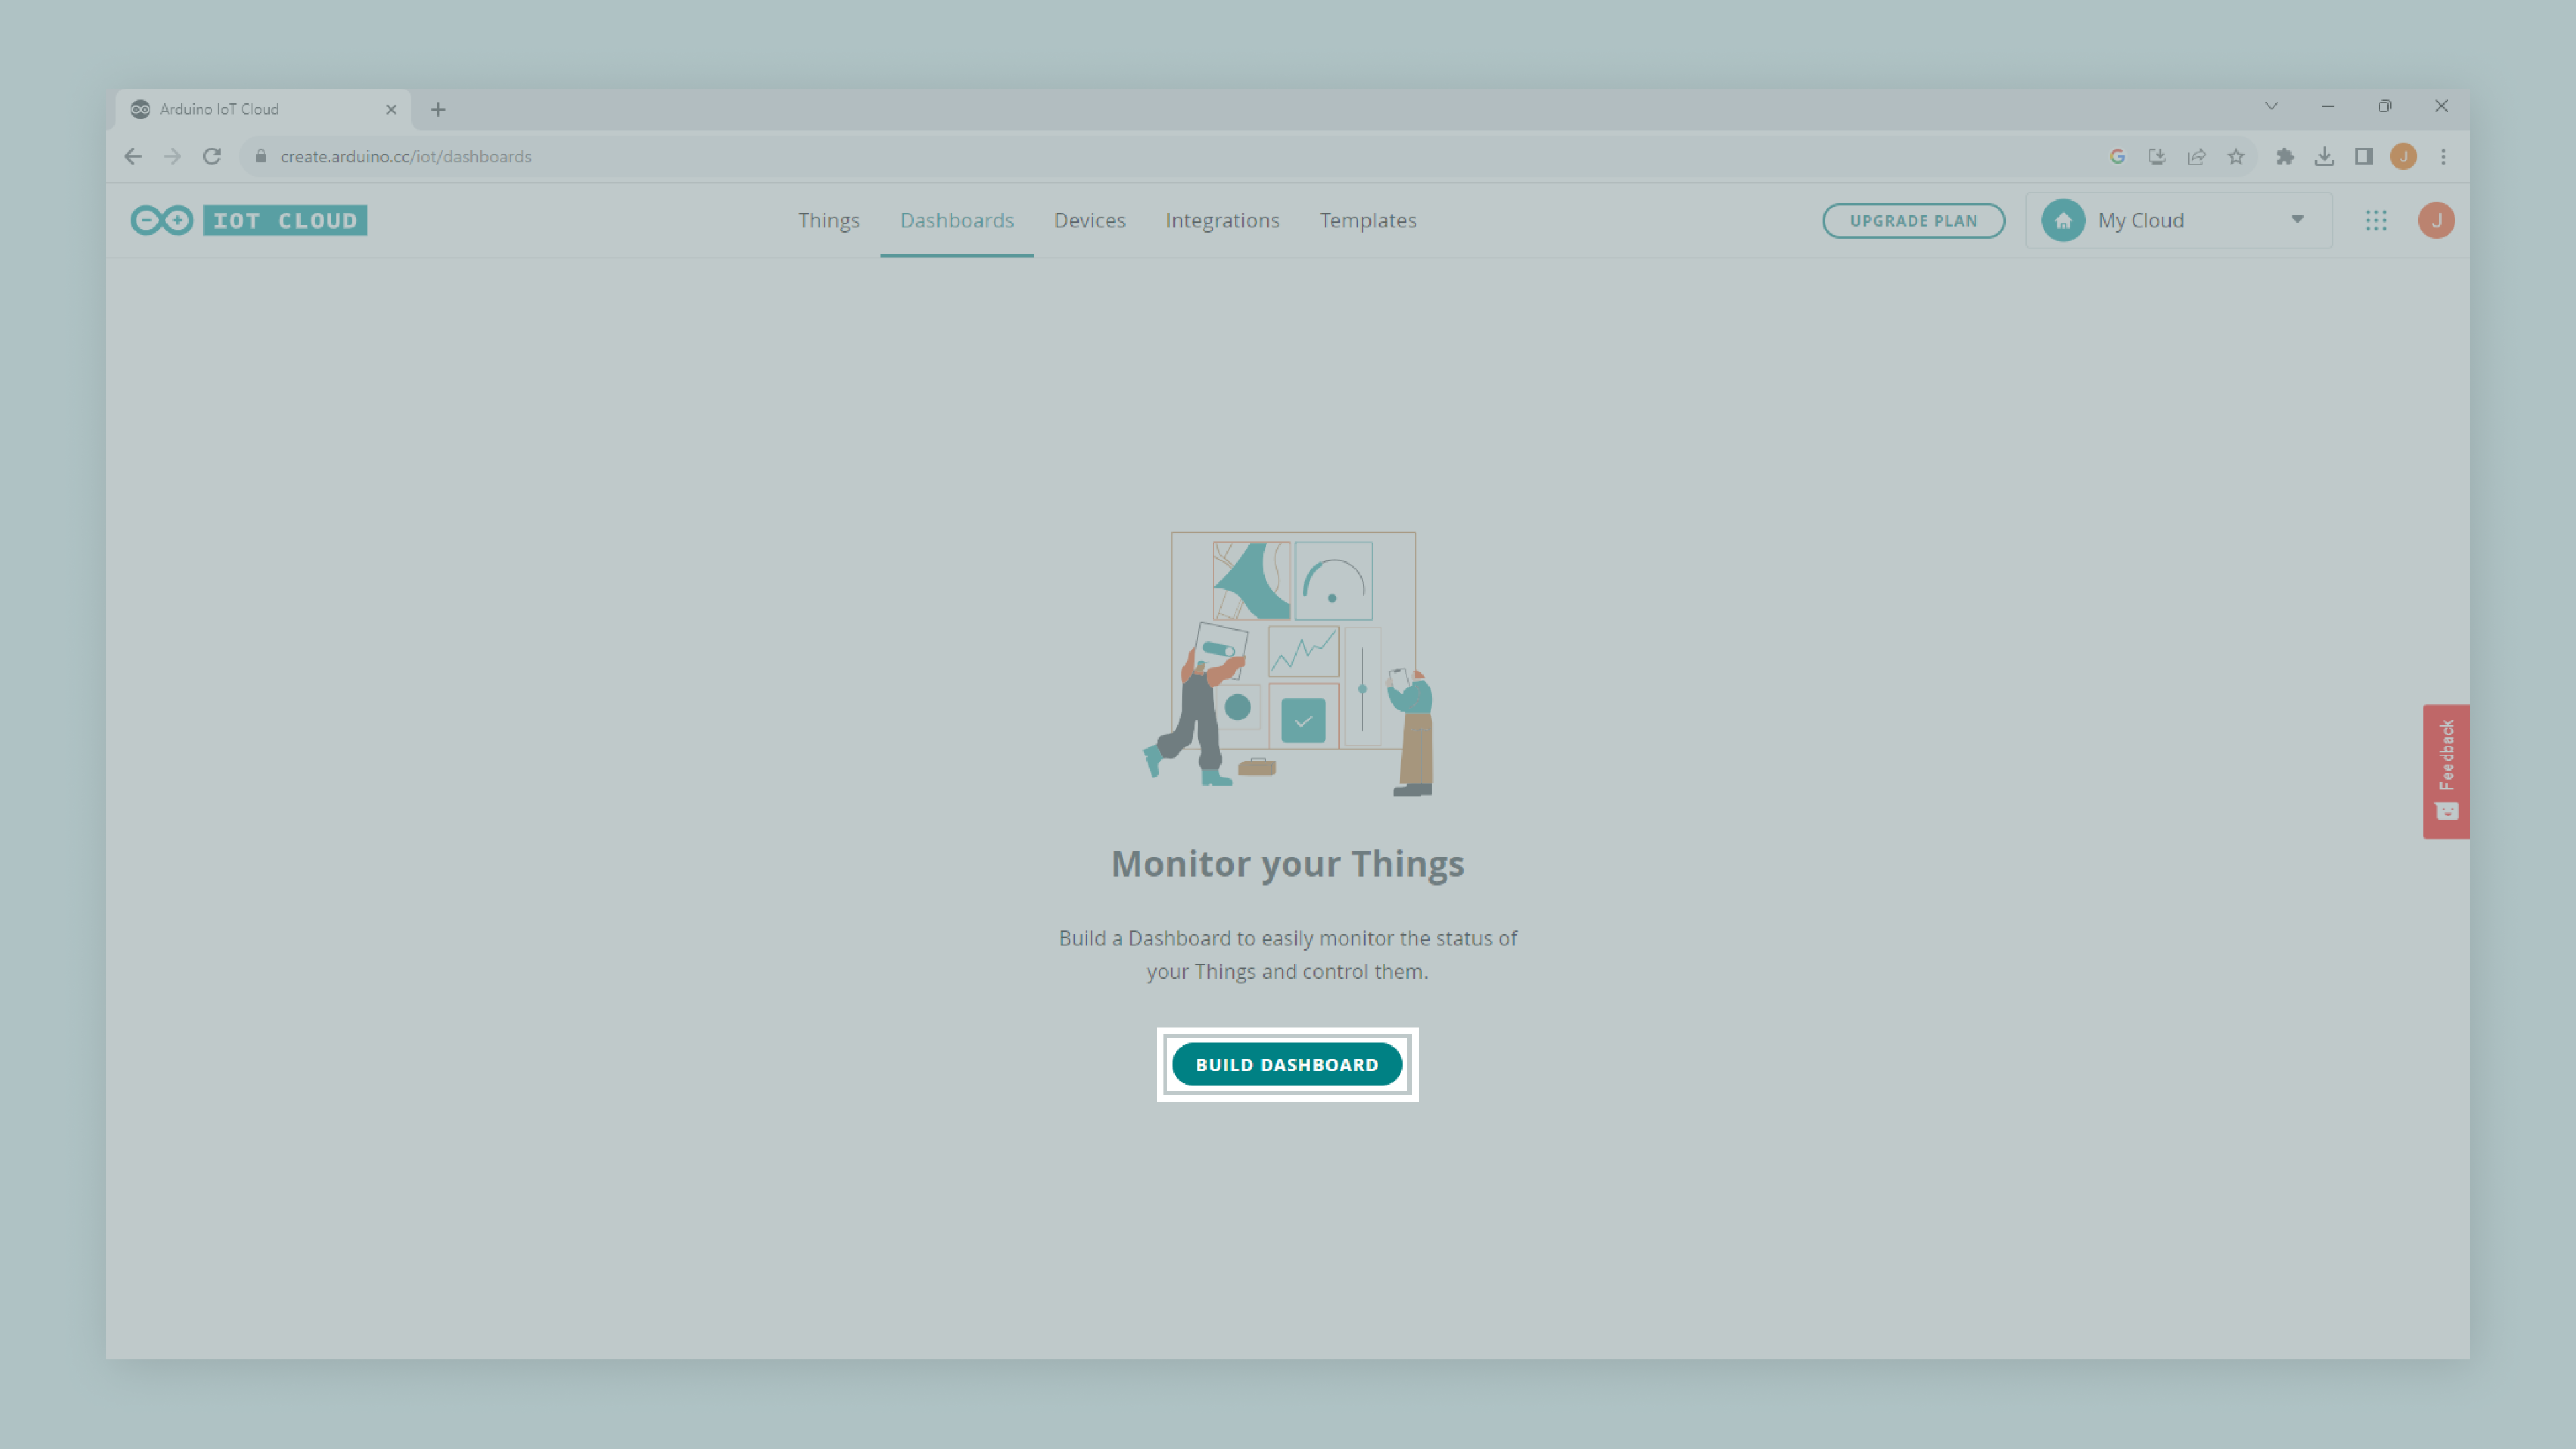 Arduino IoT Cloud
create.arduino.cc/iot/dashboards
IOT CLOUD
Things Dashboards Devices Integrations Templates
UPGRADE PLAN
My Cloud
J
J
Feedback
Monitor your Things
Build a Dashboard to easily monitor the status of
your Things and control them.
BUILD DASHBOARD